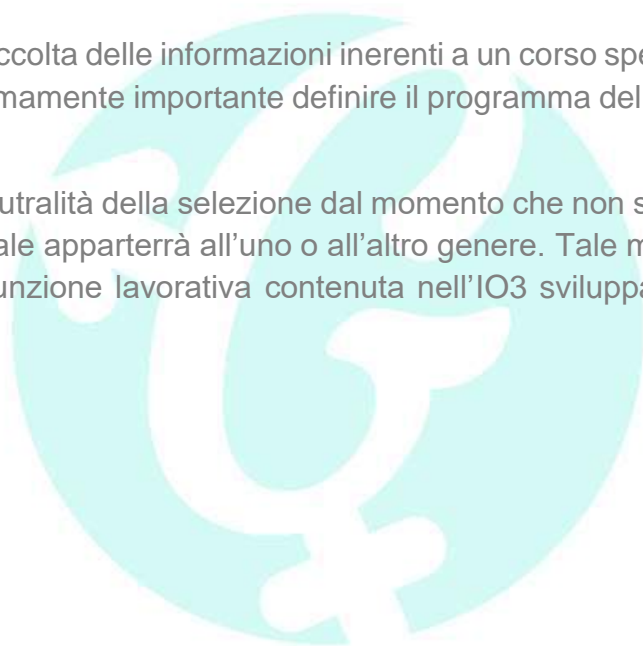 ccolta delle informazioni inerenti a un corso spe
mamente importante definire il programma del
utralità della selezione dal momento che non s
ale apparterrà all’uno o all’altro genere. Tale m
unzione lavorativa contenuta nell’IO3 svilupp